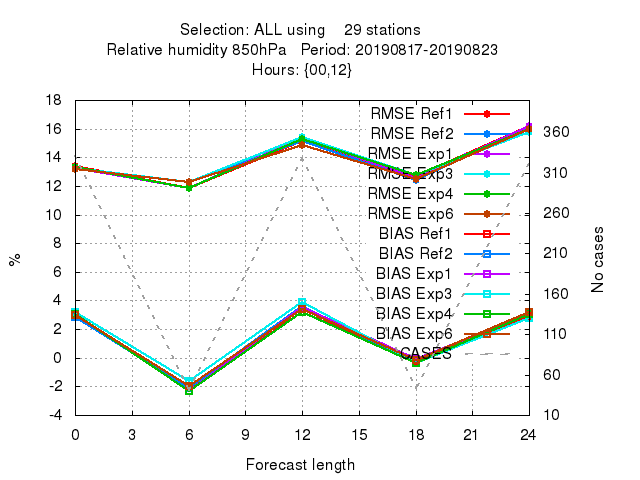 Selection: ALL using    29 stations
Relative humidity 850hPa   Period: 20190817-20190823
Hours: {00,12}
18
16
14
12
10
8
6
4
2
0
-2
-4
%
RMSE Ref1
RMSE Ref2
RMSE Exp1
RMSE Exp3
RMSE Exp4
RMSE Exp6
BIAS Ref1
BIAS Ref2
BIAS Exp1
BIAS Exp3
BIAS Exp4
BIAS Exp6
CASES
360
310
260
210
160
110
60
10
No cases
0 3 6 9 12 15 18 21 24
Forecast length